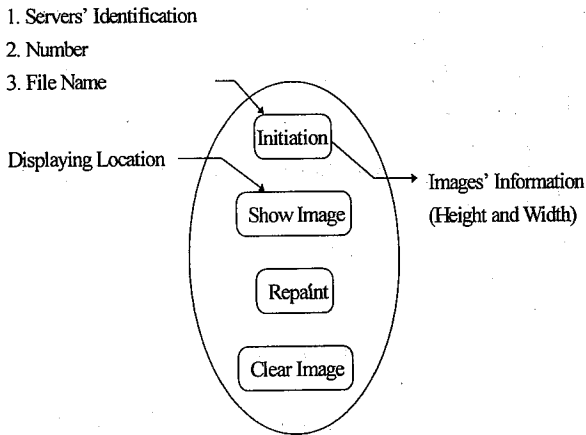 1. Servers' Identification
2. Number
3. File Name
Initiation
Displaying Location
Images' Information
(Height and Width)
Show Image
Repaint
Clear Image